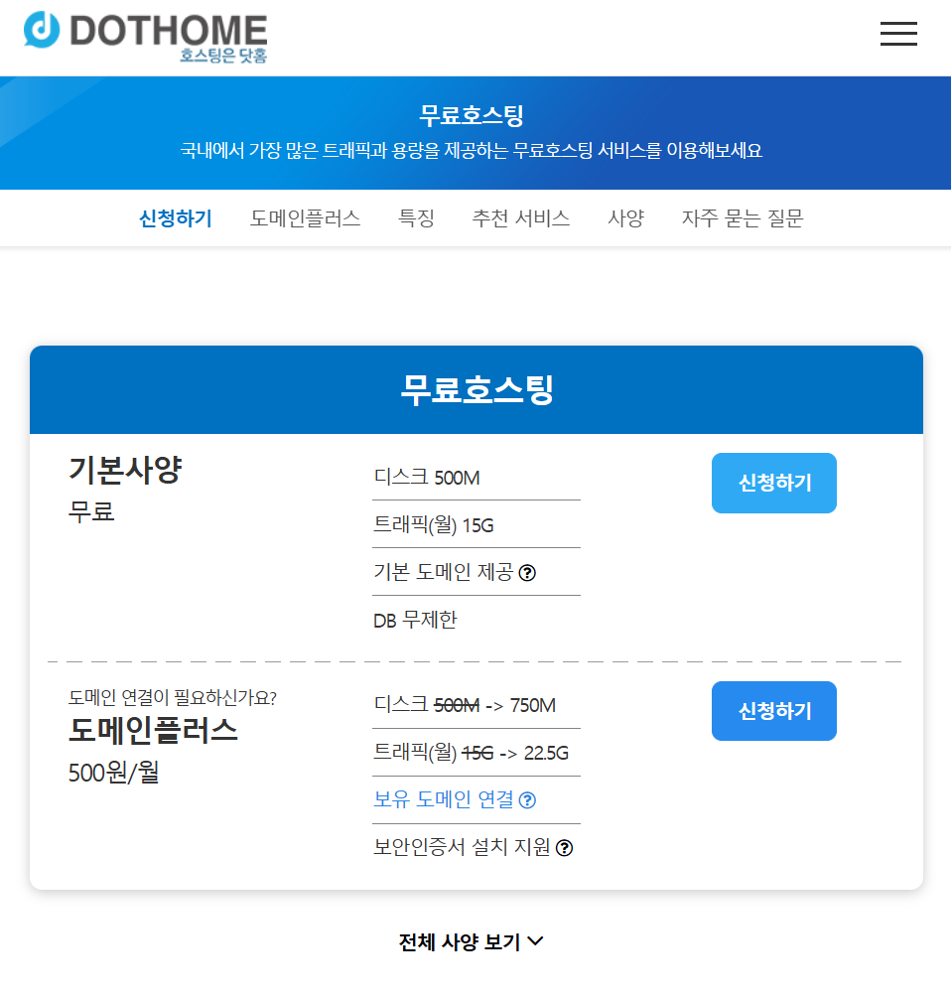 DOTHOME
호스팅은 닷홈
무료호스팅
국내에서 가장 많은 트래픽과 용량을 제공하는 무료호스팅 서비스를 이용해보세요
신청하기 도메인플러스 특징 추천 서비스 사양 자주 묻는 질문
무료호스팅
기본사양
무료
디스크 500M
트래픽(월) 15G
기본 도메인 제공 ?
DB 무제한
신청하기
도메인 연결이 필요하신가요?
도메인플러스
500원/월
디스크 500M -> 750M
트래픽(월) 15G -> 22.5G
보유 도메인 연결 ?
보안인증서 설치 지원 ?
신청하기
전체 사양 보기